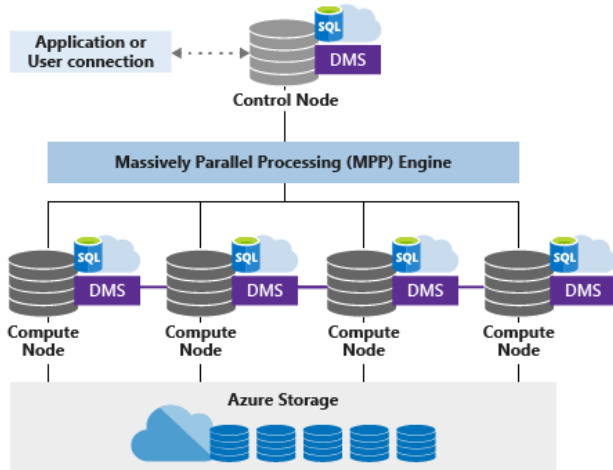 SQL
Application or
User connection
DMS
Control Node
Massively Parallel Processing (MPP) Engine
SQL
SQL
SQL
SQL
DMS
DMS
DMS
DMS
Compute
Node
Compute
Node
Compute
Node
Compute
Node
Azure Storage